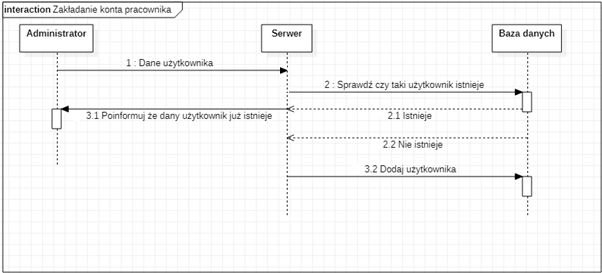 interaction Zakładanie konta pracownika
Administrator
Serwer
Baza danych
1 : Dane użytkownika
2 : Sprawdź czy taki użytkownik istnieje
3.1 Poinformuj że dany użytkownik już istnieje
2.1 Istnieje
2.2 Nie istnieje
3.2 Dodaj użytkownika